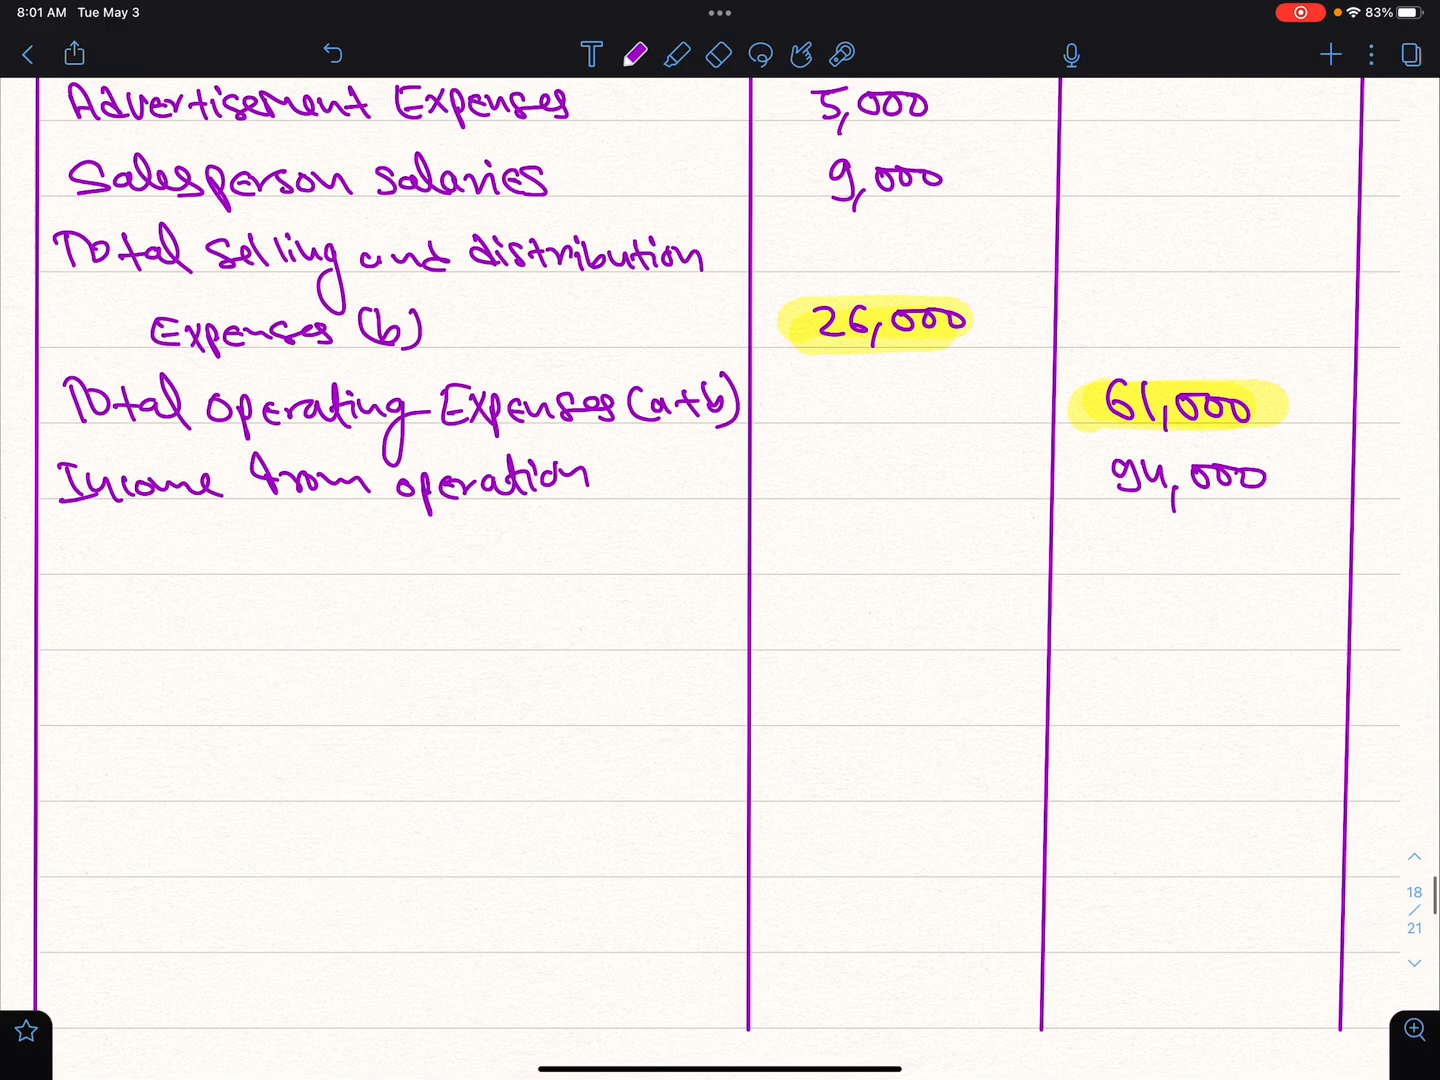 8:01 AM Tue May 3
83%
Advertisement Expenses 5,000
Salesperson salaries 9,000
Total selling and distribution
Expenses (b) 26,000
Total operating Expenses (a+b) 61,000
Income from operation 94,000
18
/
21